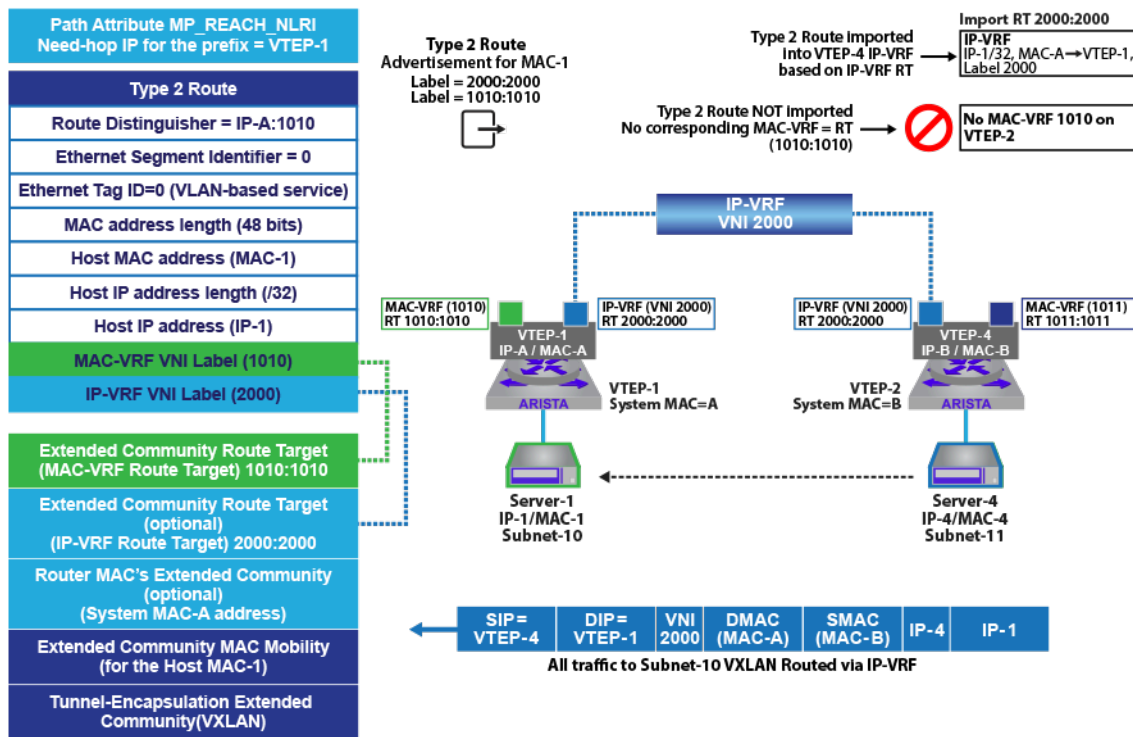 Path Attribute MP_REACH_NLRI
Need-hop IP for the prefix = VTEP-1
Type 2 Route
Route Distinguisher = IP-A:1010
Ethernet Segment Identifier = 0
Ethernet Tag ID=0 (VLAN-based service)
MAC address length (48 bits)
Host MAC address (MAC-1)
Host IP address length (/32)
Host IP address (IP-1)
MAC-VRF VNI Label (1010)
IP-VRF VNI Label (2000)
Extended Community Route Target
(MAC-VRF Route Target) 1010:1010
Extended Community Route Target
(optional)
(IP-VRF Route Target) 2000:2000
Router MAC's Extended Community
(optional)
(System MAC-A address)
Extended Community MAC Mobility
(for the Host MAC-1)
Tunnel-Encapsulation Extended
Community(VXLAN)
Type 2 Route
Advertisement for MAC-1
Label = 2000:2000
Label = 1010:1010
Type 2 Route imported
into VTEP-4 IP-VRF
based on IP-VRF RT
Import RT 2000:2000
IP-VRF
IP-1/32, MAC-A→VTEP-1,
Label 2000
Type 2 Route NOT Imported
No corresponding MAC-VRF = RT
(1010:1010)
No MAC-VRF 1010 on
VTEP-2
IP-VRF
VNI 2000
MAC-VRF (1010)
RT 1010:1010
IP-VRF (VNI 2000)
RT 2000:2000
IP-VRF (VNI 2000)
RT 2000:2000
MAC-VRF (1011)
RT 1011:1011
VTEP-1
IP-A / MAC-A
VTEP-4
IP-B / MAC-B
ARISTA
VTEP-1
System MAC=A
VTEP-2
System MAC=B
ARISTA
Server-1
IP-1/MAC-1
Subnet-10
Server-4
IP-4/MAC-4
Subnet-11
SIP=
VTEP-4
DIP=
VTEP-1
VNI
2000
DMAC
(MAC-A)
SMAC
(MAC-B)
IP-4
IP-1
All traffic to Subnet-10 VXLAN Routed via IP-VRF